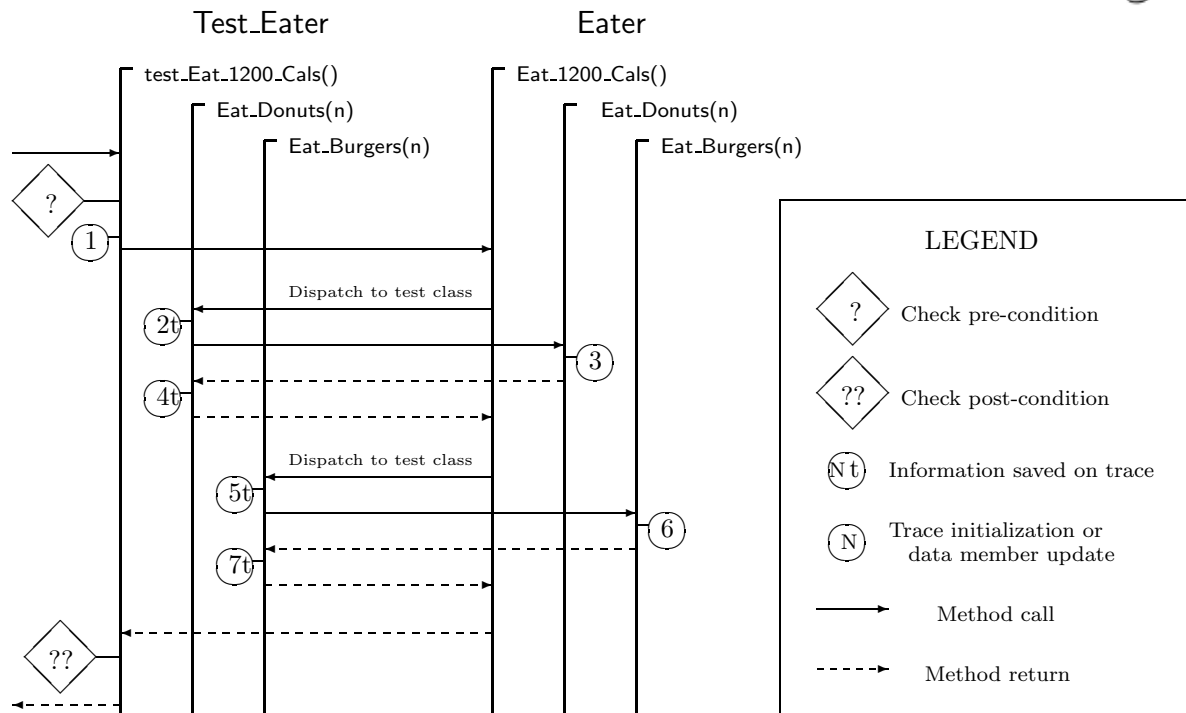 Test_Eater Eater
test_Eat_1200_Cals() Eat_1200_Cals()
Eat_Donuts(n) Eat_Donuts(n)
Eat_Burgers(n) Eat_Burgers(n)
?
1
Dispatch to test class
2t
3
4t
Dispatch to test class
5t
6
7t
??
LEGEND
? Check pre-condition
?? Check post-condition
Nt Information saved on trace
N Trace initialization or
data member update
Method call
Method return